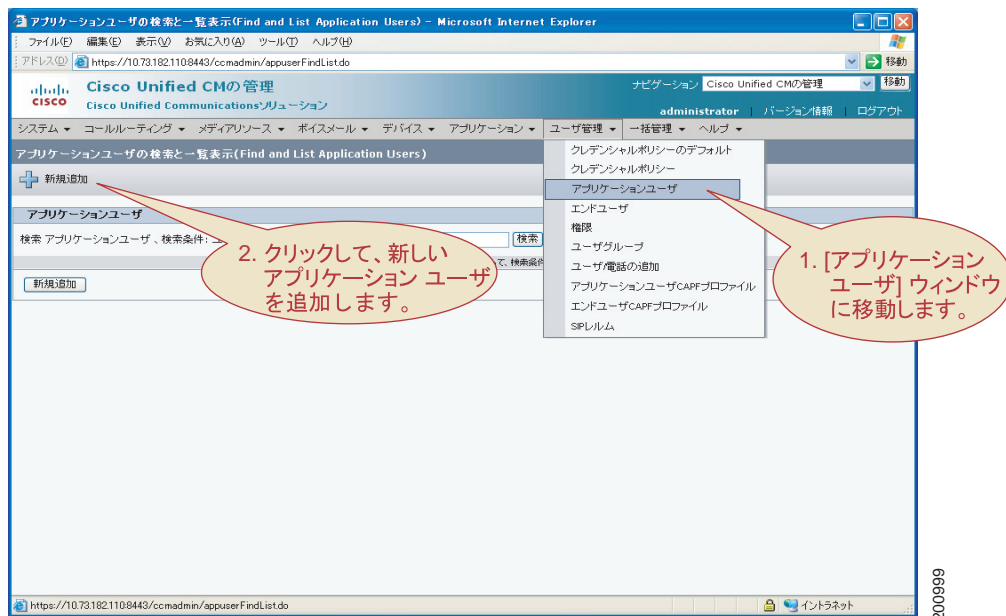 アプリケーションユーザの検索と一覧表示(Find and List Application Users) - Microsoft Internet Explorer
ファイル(F) 編集(E) 表示(V) お気に入り(A) ツール(T) ヘルプ(H)
アドレス(D) https://10.73.182.110:8443/ccmadmin/appuserFindList.do 移動
CISCO
Cisco Unified CMの管理
Cisco Unified Communicationsソリューション
ナビゲーション Cisco Unified CMの管理 移動
administrator | バージョン情報 | ログアウト
システム コールルーティング メディアリソース ボイスメール デバイス アプリケーション ユーザ管理 一括管理 ヘルプ
アプリケーションユーザの検索と一覧表示(Find and List Application Users)
新規追加
アプリケーションユーザ
検索 アプリケーションユーザ 、検索条件: ユ 検索
て、検索条件
新規追加
クレデンシャルポリシーのデフォルト
クレデンシャルポリシー
アプリケーションユーザ
エンドユーザ
権限
ユーザグループ
ユーザ/電話の追加
アプリケーションユーザCAPFプロファイル
エンドユーザCAPFプロファイル
SIPレルム
1. [アプリケーション
ユーザ] ウィンドウ
に移動します。
2. クリックして、新しい
アプリケーション ユーザ
を追加します。
https://10.73.182.110:8443/ccmadmin/appuserFindList.do イントラネット